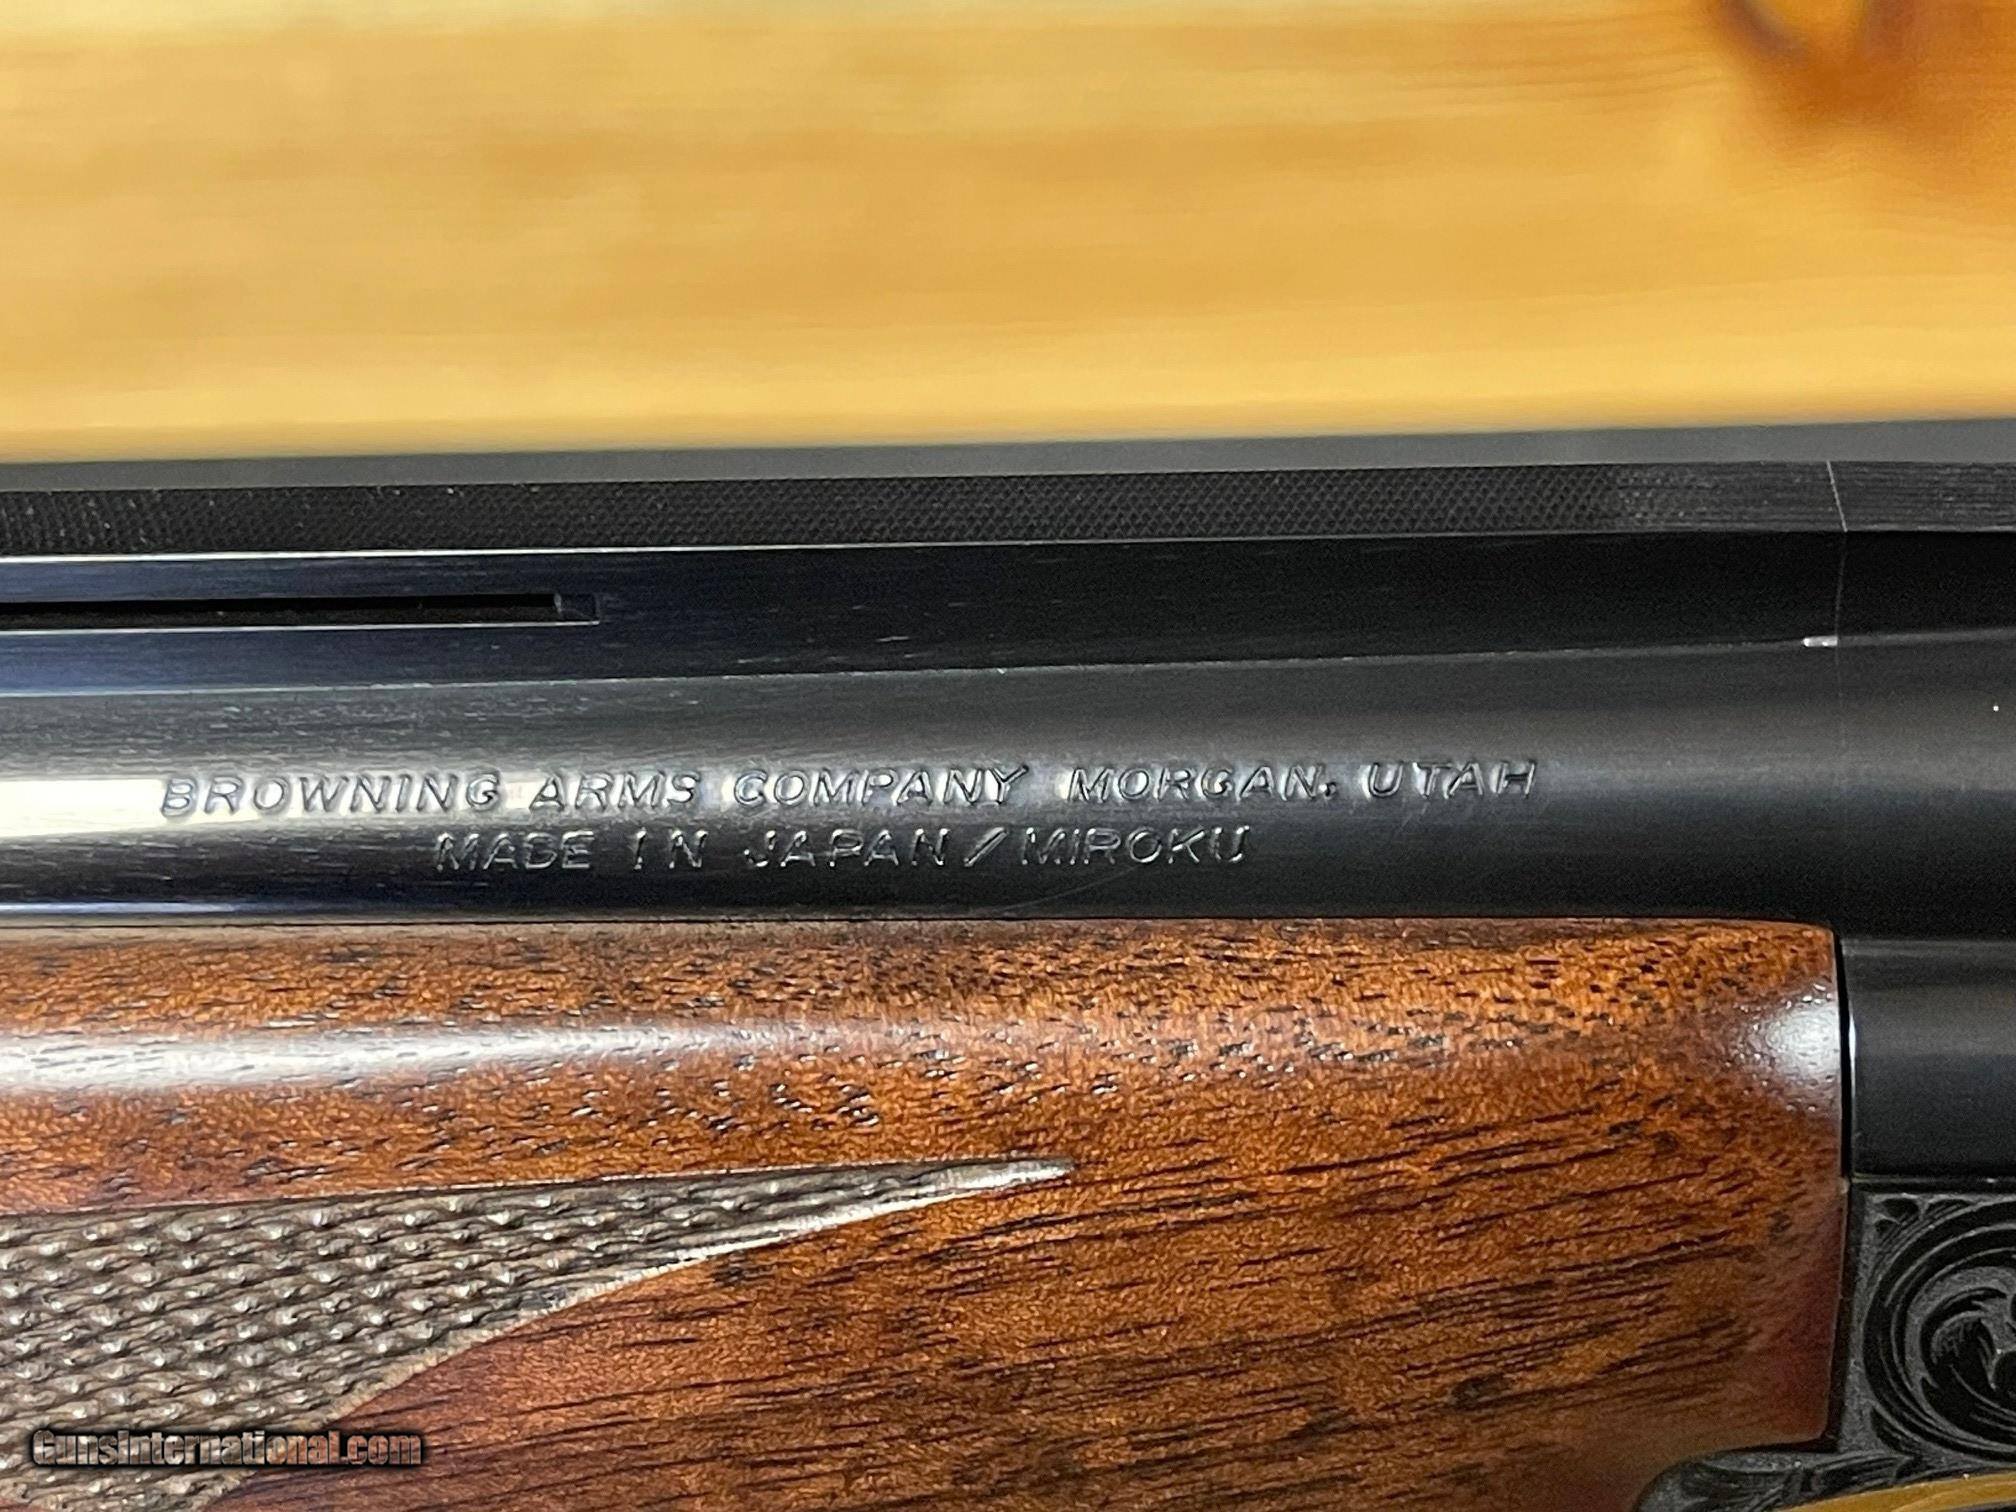 BROWNING ARMS COMPANY MORGAN, UTAH
MADE IN JAPAN/MIROKU
GunsInternational.com